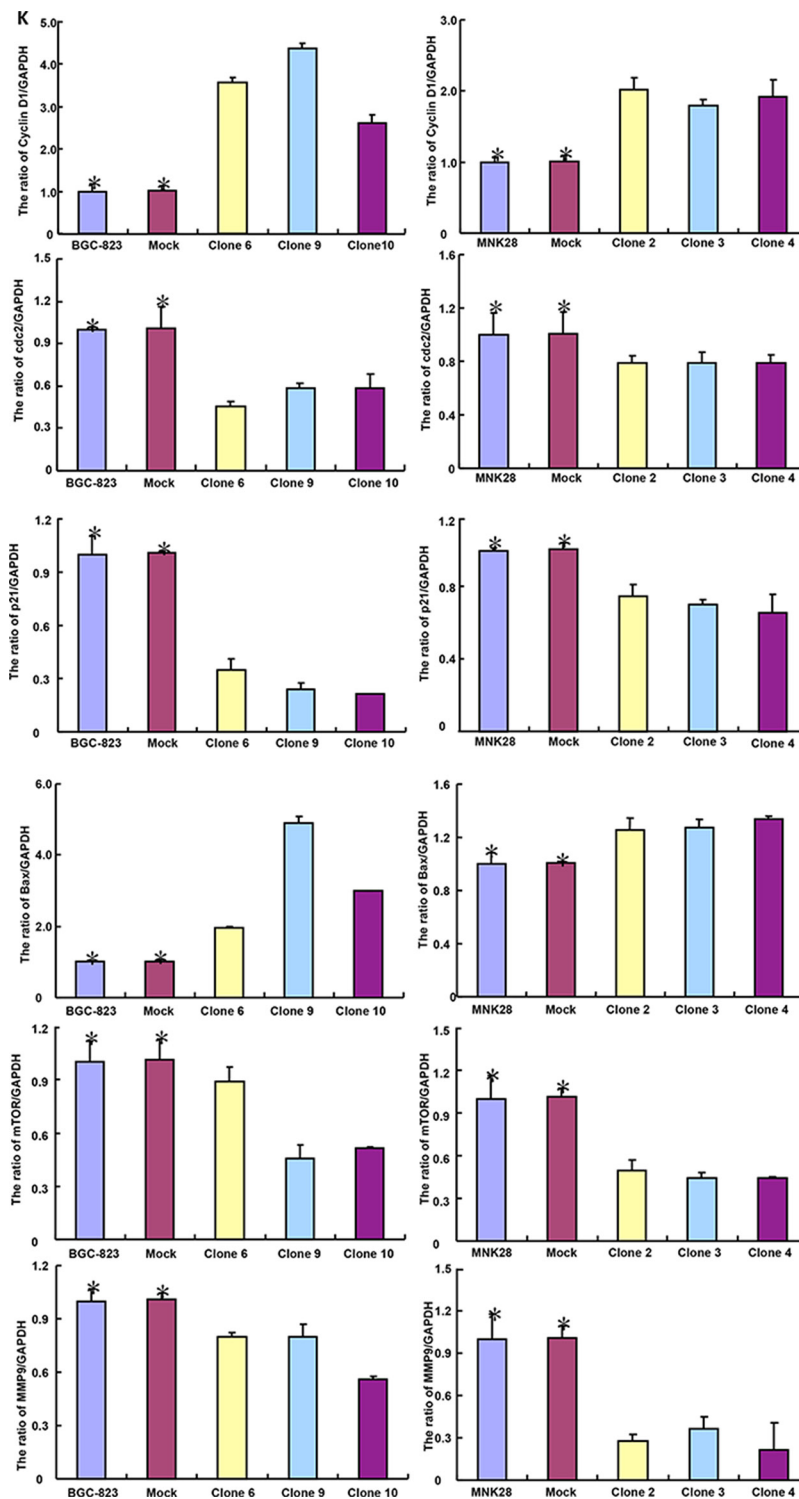 K
The ratio of Cyclin D1/GAPDH
5.0
4.0
3.0
2.0
1.0
0
* *
BGC-823 Mock Clone 6 Clone 9 Clone10
The ratio of Cyclin D1/GAPDH
3.0
2.0
1.0
0
* *
MNK28 Mock Clone 2 Clone 3 Clone 4
The ratio of cdc2/GAPDH
1.5
1.2
0.9
0.6
0.3
0
* *
BGC-823 Mock Clone 6 Clone 9 Clone 10
The ratio of cdc2/GAPDH
1.6
1.2
0.8
0.4
0
* *
MNK28 Mock Clone 2 Clone 3 Clone 4
The ratio of p21/GAPDH
1.2
0.9
0.6
0.3
0
* *
BGC-823 Mock Clone 6 Clone 9 Clone 10
The ratio of p21/GAPDH
1.2
0.8
0.4
0
* *
MNK28 Mock Clone 2 Clone 3 Clone 4
The ratio of Bax/GAPDH
6.0
4.0
2.0
0
* *
BGC-823 Mock Clone 6 Clone 9 Clone 10
The ratio of Bax/GAPDH
1.6
1.2
0.8
0.4
0
* *
MNK28 Mock Clone 2 Clone 3 Clone 4
The ratio of mTOR/GAPDH
1.2
0.9
0.6
0.3
0
* *
BGC-823 Mock Clone 6 Clone 9 Clone 10
The ratio of mTOR/GAPDH
1.5
1.2
0.9
0.6
0.3
0
* *
MNK28 Mock Clone 2 Clone 3 Clone 4
The ratio of MMP9/GAPDH
1.2
0.9
0.6
0.3
0
* *
BGC-823 Mock Clone 6 Clone 9 Clone 10
The ratio of MMP9/GAPDH
1.5
1.2
0.9
0.6
0.3
0
* *
MNK28 Mock Clone 2 Clone 3 Clone 4